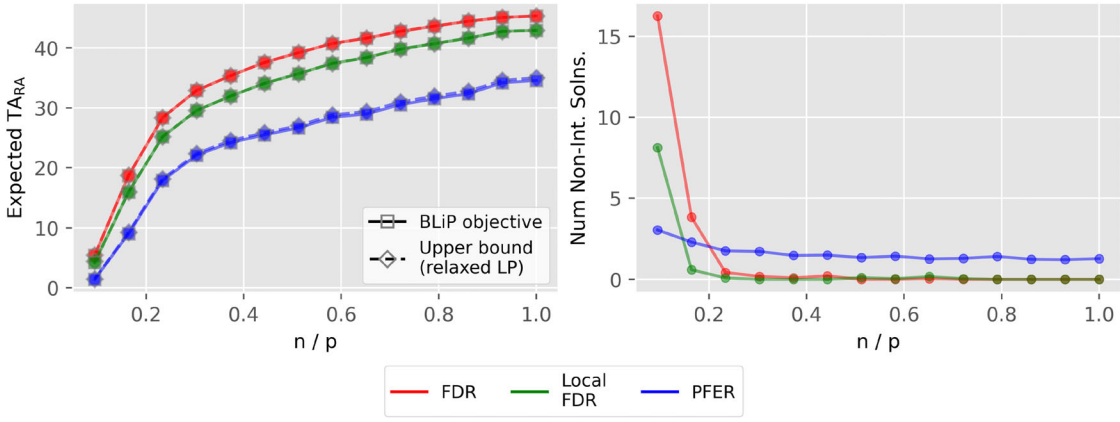 Expected TA_RA
40
30
20
10
0
0.2
0.4
0.6
0.8
1.0
n / p
BLiP objective
Upper bound
(relaxed LP)
Num Non-Int. Solns.
15
10
5
0
0.2
0.4
0.6
0.8
1.0
n / p
FDR
Local
FDR
PFER